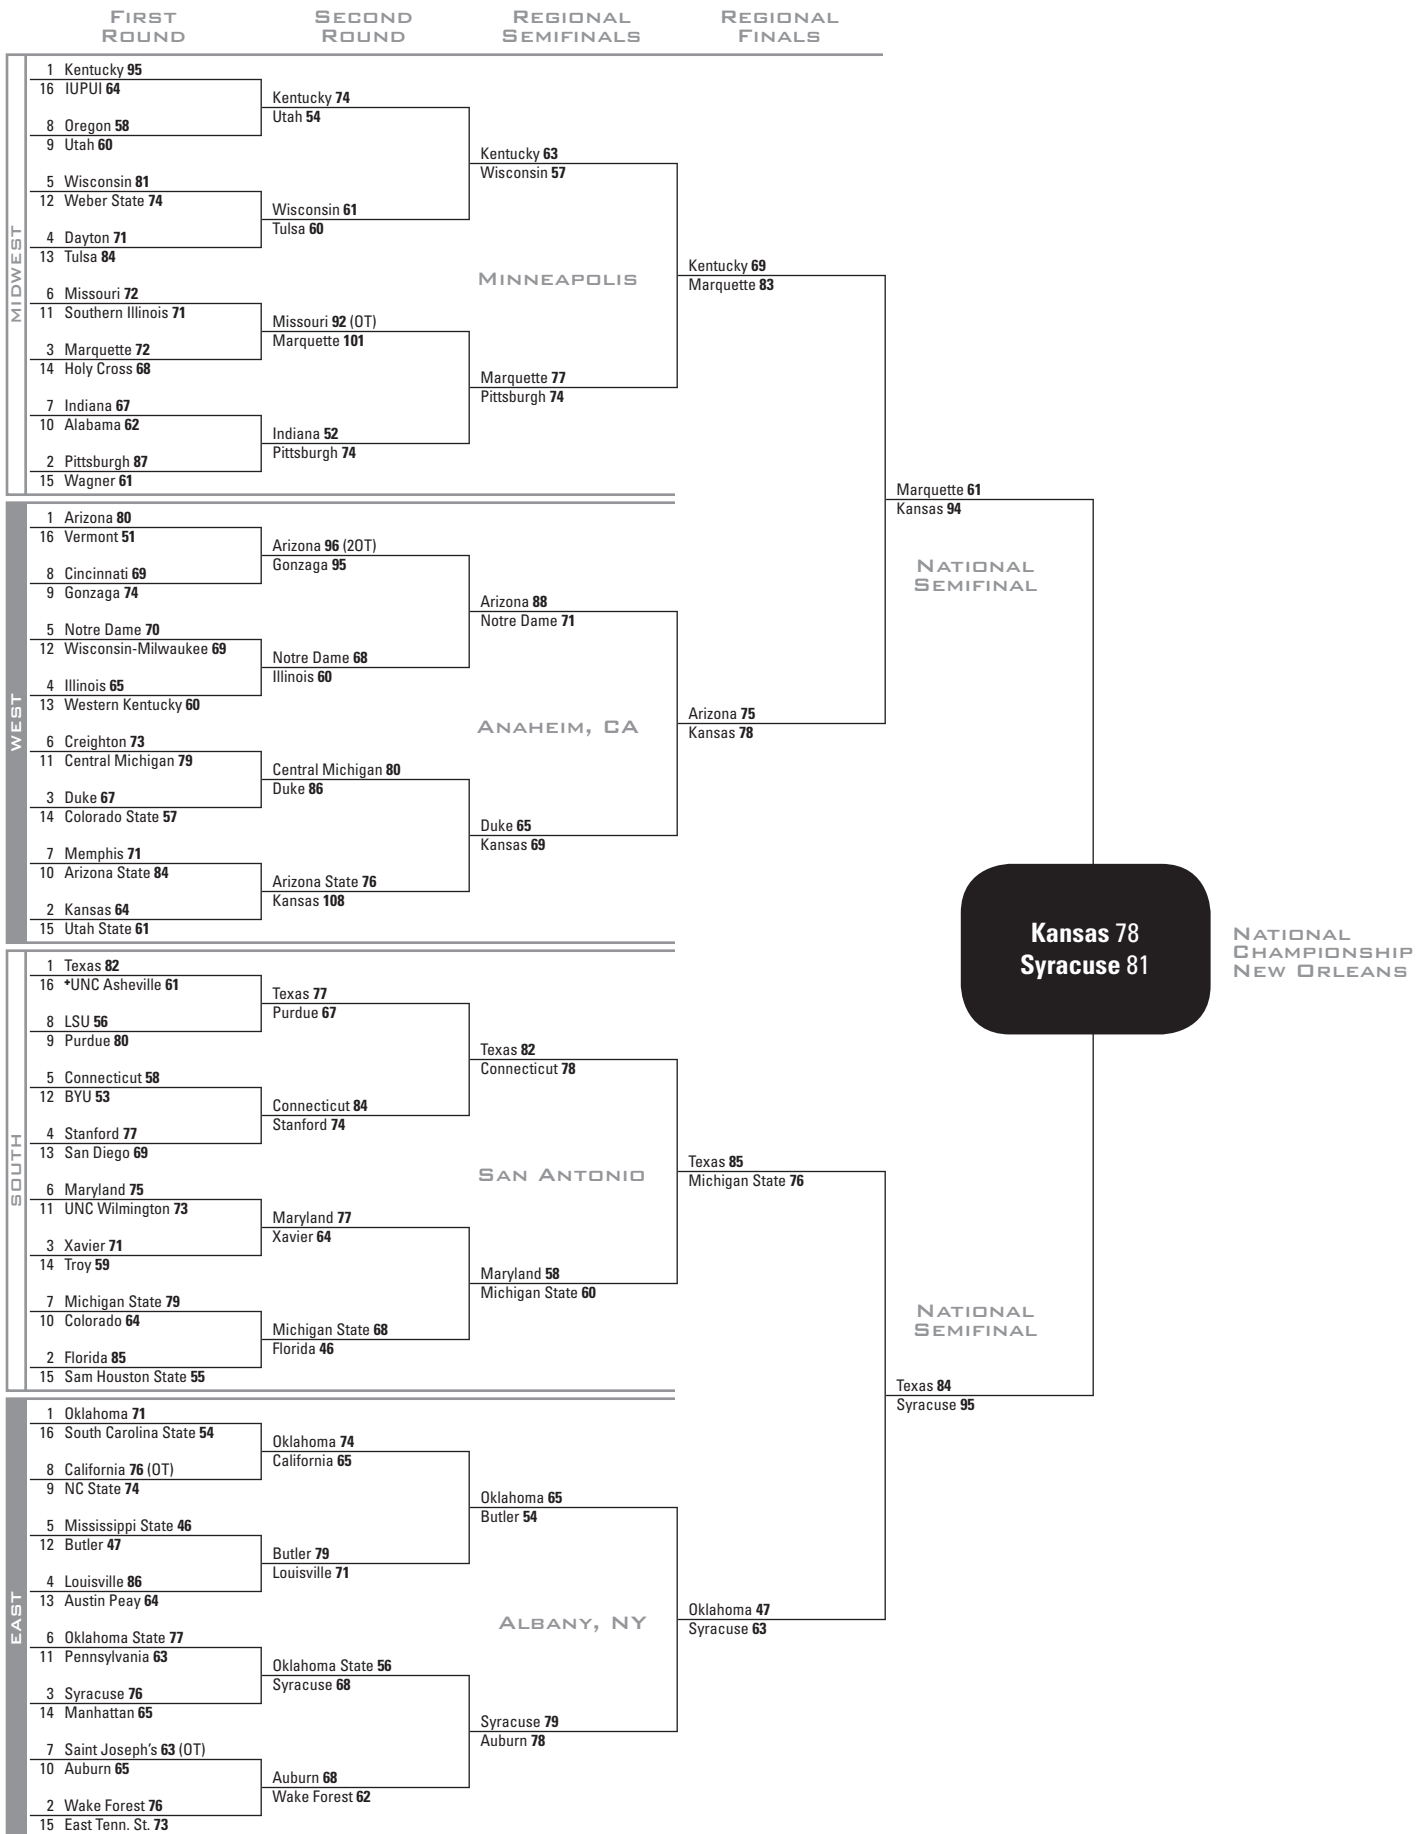 FIRST ROUND
SECOND ROUND
REGIONAL SEMIFINALS
REGIONAL FINALS
MIDWEST
1 Kentucky 95
16 IUPUI 64
8 Oregon 58
9 Utah 60
5 Wisconsin 81
12 Weber State 74
4 Dayton 71
13 Tulsa 84
6 Missouri 72
11 Southern Illinois 71
3 Marquette 72
14 Holy Cross 68
7 Indiana 67
10 Alabama 62
2 Pittsburgh 87
15 Wagner 61
Kentucky 74
Utah 54
Wisconsin 61
Tulsa 60
Missouri 92 (OT)
Marquette 101
Indiana 52
Pittsburgh 74
Kentucky 63
Wisconsin 57
MINNEAPOLIS
Marquette 77
Pittsburgh 74
Kentucky 69
Marquette 83
WEST
1 Arizona 80
16 Vermont 51
8 Cincinnati 69
9 Gonzaga 74
5 Notre Dame 70
12 Wisconsin-Milwaukee 69
4 Illinois 65
13 Western Kentucky 60
6 Creighton 73
11 Central Michigan 79
3 Duke 67
14 Colorado State 57
7 Memphis 71
10 Arizona State 84
2 Kansas 64
15 Utah State 61
Arizona 96 (2OT)
Gonzaga 95
Notre Dame 68
Illinois 60
Central Michigan 80
Duke 86
Arizona State 76
Kansas 108
Arizona 88
Notre Dame 71
ANAHEIM, CA
Duke 65
Kansas 69
Arizona 75
Kansas 78
Marquette 61
Kansas 94
NATIONAL SEMIFINAL
SOUTH
1 Texas 82
16 +UNC Asheville 61
8 LSU 56
9 Purdue 80
5 Connecticut 58
12 BYU 53
4 Stanford 77
13 San Diego 69
6 Maryland 75
11 UNC Wilmington 73
3 Xavier 71
14 Troy 59
7 Michigan State 79
10 Colorado 64
2 Florida 85
15 Sam Houston State 55
Texas 77
Purdue 67
Connecticut 84
Stanford 74
Maryland 77
Xavier 64
Michigan State 68
Florida 46
Texas 82
Connecticut 78
SAN ANTONIO
Maryland 58
Michigan State 60
Texas 85
Michigan State 76
EAST
1 Oklahoma 71
16 South Carolina State 54
8 California 76 (OT)
9 NC State 74
5 Mississippi State 46
12 Butler 47
4 Louisville 86
13 Austin Peay 64
6 Oklahoma State 77
11 Pennsylvania 63
3 Syracuse 76
14 Manhattan 65
7 Saint Joseph's 63 (OT)
10 Auburn 65
2 Wake Forest 76
15 East Tenn. St. 73
Oklahoma 74
California 65
Butler 79
Louisville 71
Oklahoma State 56
Syracuse 68
Auburn 68
Wake Forest 62
Oklahoma 65
Butler 54
ALBANY, NY
Syracuse 79
Auburn 78
Oklahoma 47
Syracuse 63
NATIONAL SEMIFINAL
Texas 84
Syracuse 95
Kansas 78
Syracuse 81
NATIONAL
CHAMPIONSHIP
NEW ORLEANS